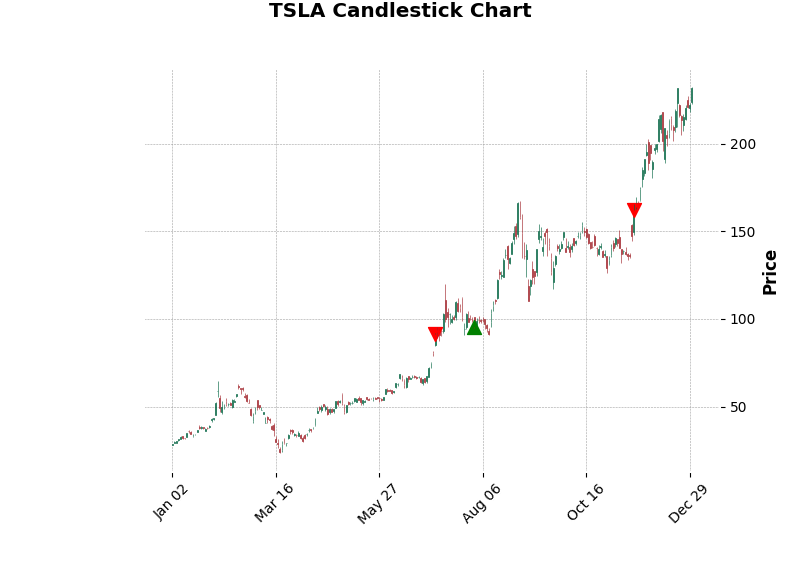 TSLA Candlestick Chart
200
150
100
50
Price
Jan 02
Mar 16
May 27
Aug 06
Oct 16
Dec 29